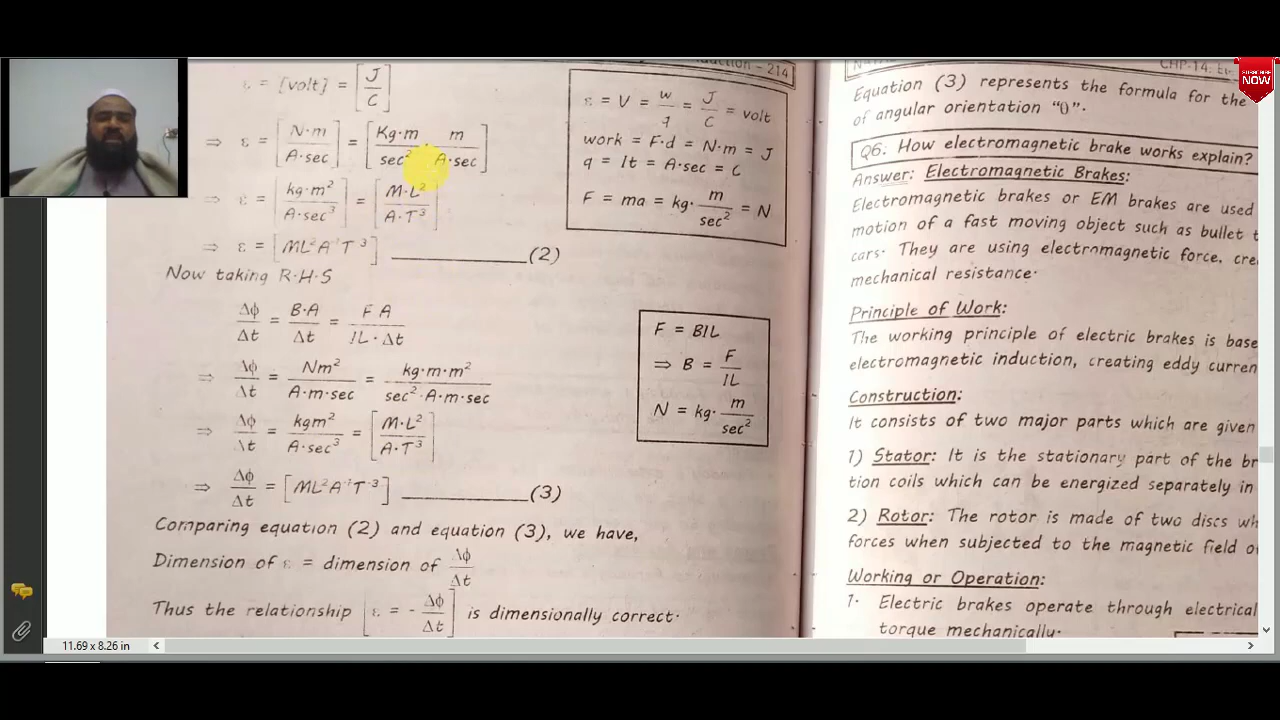 SUBSCRIBE
NOW
nduction - 214
CHP-14: El
ε = [volt] = [J/C]
⇒ ε = [N·m / A·sec] = [Kg·m / sec² · m / A·sec]
⇒ ε = [kg·m² / A·sec³] = [M·L² / A·T³]
⇒ ε = [ML²A⁻¹T⁻³] __________ (2)
Now taking R·H·S
Δϕ/Δt = B·A/Δt = F A / IL·Δt
⇒ Δϕ/Δt = Nm² / A·m·sec = kg·m·m² / sec²·A·m·sec
⇒ Δϕ/Δt = kgm² / A·sec³ = [M·L² / A·T³]
⇒ Δϕ/Δt = [ML²A⁻¹T⁻³] __________ (3)
Comparing equation (2) and equation (3), we have,
Dimension of ε = dimension of Δϕ/Δt
Thus the relationship [ε = - Δϕ/Δt] is dimensionally correct·
ε = V = w/q = J/C = volt
work = F·d = N·m = J
q = It = A·sec = C
F = ma = kg· m/sec² = N
F = BIL
⇒ B = F/IL
N = kg· m/sec²
Equation (3) represents the formula for the
of angular orientation "θ"·
Q6: How electromagnetic brake works explain?
Answer: Electromagnetic Brakes:
Electromagnetic brakes or EM brakes are used
motion of a fast moving object such as bullet t
cars· They are using electromagnetic force, cre
mechanical resistance·
Principle of Work:
The working principle of electric brakes is base
electromagnetic induction, creating eddy curren
Construction:
It consists of two major parts which are given
1) Stator: It is the stationary part of the br
tion coils which can be energized separately in
2) Rotor: The rotor is made of two discs wh
forces when subjected to the magnetic field o
Working or Operation:
1· Electric brakes operate through electrical
torque mechanically·
11.69 x 8.26 in